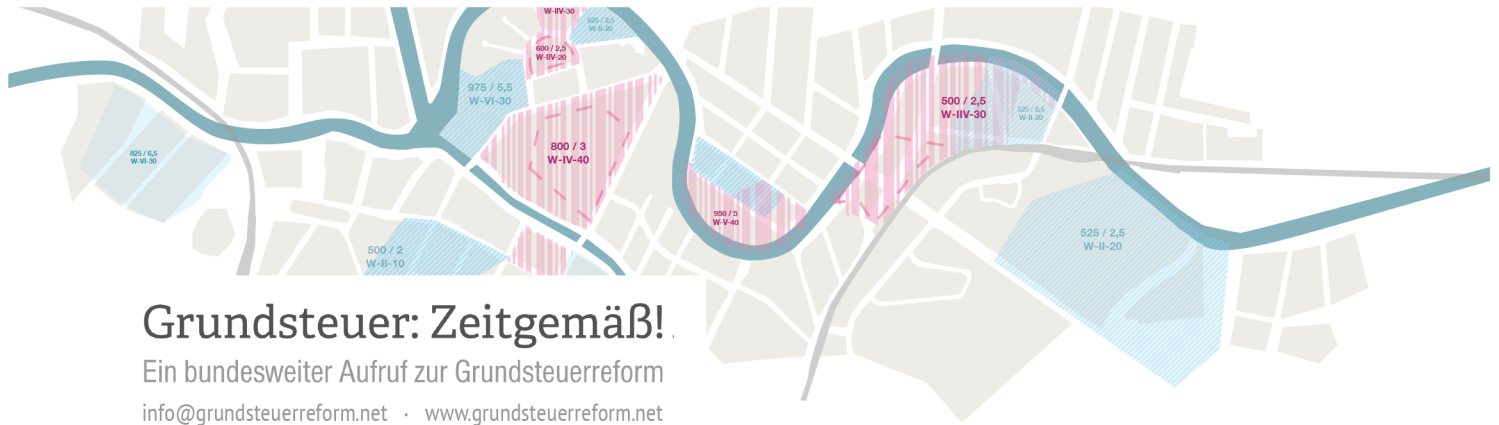 W-IIV-30
525 / 2,5
W-II-20
600 / 2,5
W-IIV-20
975 / 5,5
W-VI-30
500 / 2,5
W-IIV-30
525 / 2,5
W-II-20
800 / 3
W-IV-40
825 / 6,5
W-VI-30
950 / 5
W-V-40
525 / 2,5
W-II-20
500 / 2
W-II-10
Grundsteuer: Zeitgemäß!
Ein bundesweiter Aufruf zur Grundsteuerreform
info@grundsteuerreform.net · www.grundsteuerreform.net